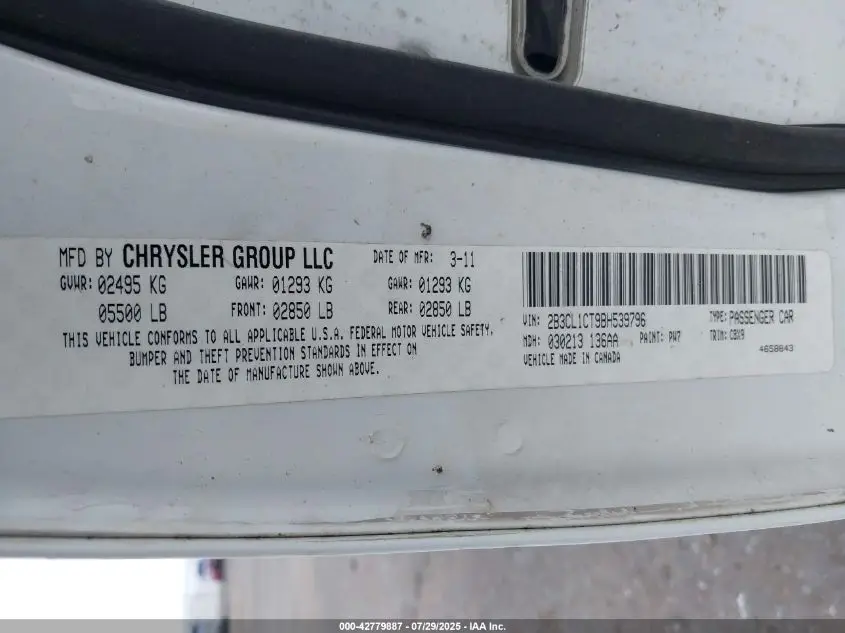 MFD BY CHRYSLER GROUP LLC DATE OF MFR: 3-11
GVWR: 02495 KG GAWR: 01293 KG GAWR: 01293 KG
05500 LB FRONT: 02850 LB REAR: 02850 LB
THIS VEHICLE CONFORMS TO ALL APPLICABLE U.S.A. FEDERAL MOTOR VEHICLE SAFETY,
BUMPER AND THEFT PREVENTION STANDARDS IN EFFECT ON
THE DATE OF MANUFACTURE SHOWN ABOVE.
VIN: 2B3CL1CT9BH539796 TYPE: PASSENGER CAR
MDH: 030213 136AA PAINT: PW7 TRIM: CBX9
VEHICLE MADE IN CANADA 4658643
000-42779887 - 07/29/2025 - IAA Inc.